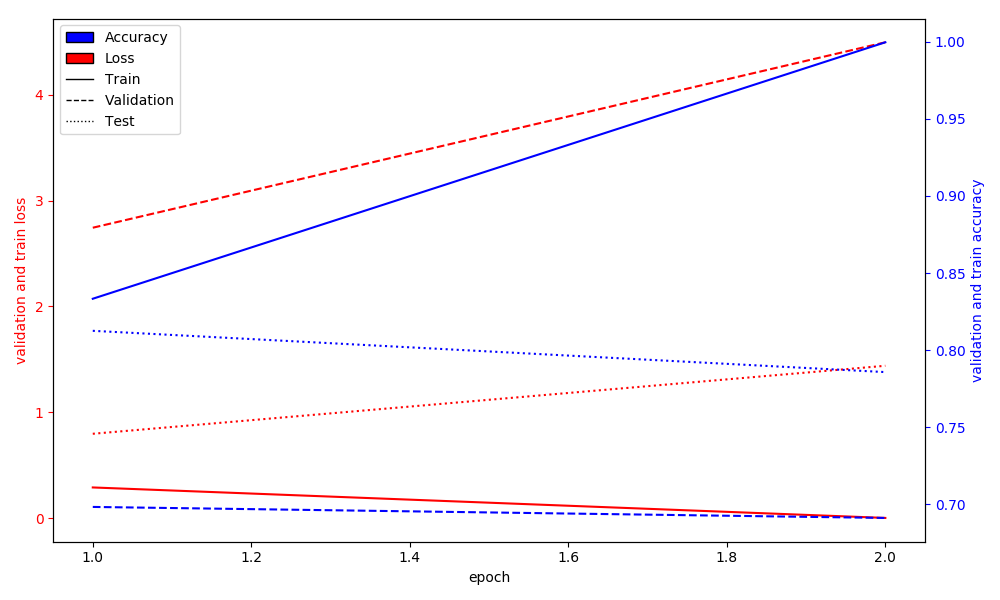 Accuracy
Loss
Train
Validation
Test
validation and train loss
4
3
2
1
0
1.00
0.95
0.90
0.85
0.80
0.75
0.70
validation and train accuracy
1.0 1.2 1.4 1.6 1.8 2.0
epoch